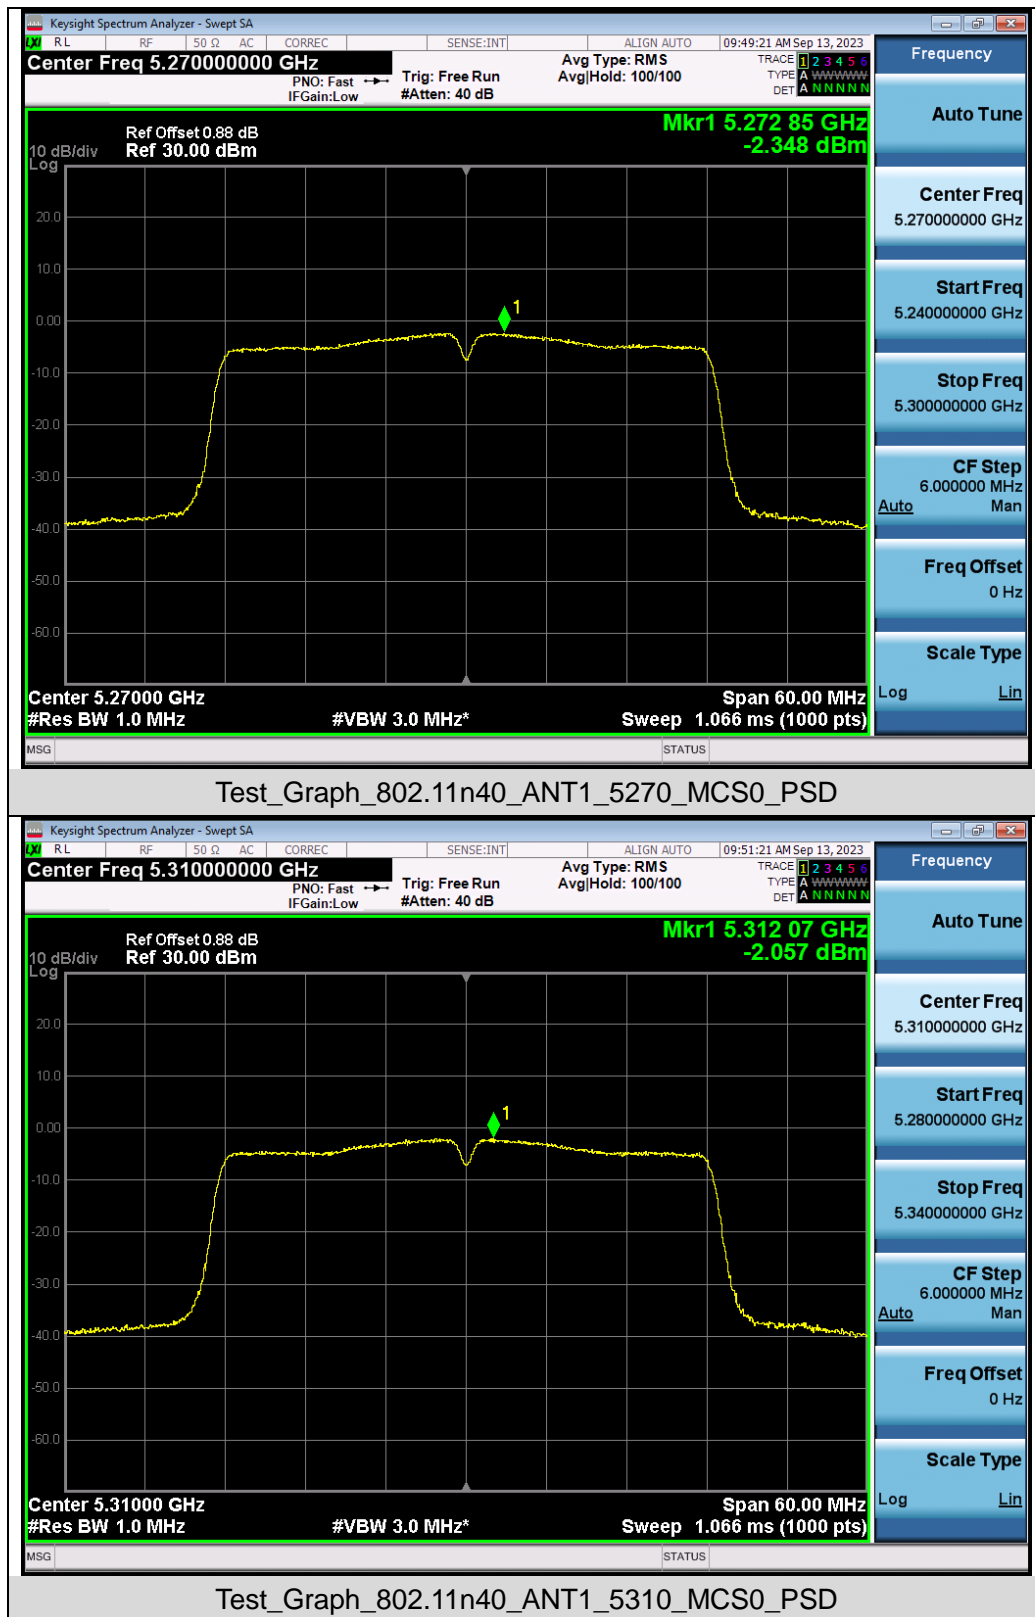 Keysight Spectrum Analyzer - Swept SA
LXI RL RF 50 Ω AC CORREC SENSE:INT ALIGN AUTO 09:49:21 AM Sep 13, 2023
Center Freq 5.270000000 GHz
PNO: Fast
IFGain:Low
Trig: Free Run
#Atten: 40 dB
Avg Type: RMS
Avg|Hold: 100/100
TRACE 1 2 3 4 5 6
TYPE A WWWWW
DET A N N N N N
Ref Offset 0.88 dB
Ref 30.00 dBm
10 dB/div
Log
Mkr1 5.272 85 GHz
-2.348 dBm
20.0
10.0
0.00
-10.0
-20.0
-30.0
-40.0
-50.0
-60.0
1
Center 5.27000 GHz
Span 60.00 MHz
#Res BW 1.0 MHz
#VBW 3.0 MHz*
Sweep 1.066 ms (1000 pts)
MSG
STATUS
Frequency
Auto Tune
Center Freq
5.270000000 GHz
Start Freq
5.240000000 GHz
Stop Freq
5.300000000 GHz
CF Step
6.000000 MHz
Auto Man
Freq Offset
0 Hz
Scale Type
Log Lin
Test_Graph_802.11n40_ANT1_5270_MCS0_PSD
Keysight Spectrum Analyzer - Swept SA
LXI RL RF 50 Ω AC CORREC SENSE:INT ALIGN AUTO 09:51:21 AM Sep 13, 2023
Center Freq 5.310000000 GHz
PNO: Fast
IFGain:Low
Trig: Free Run
#Atten: 40 dB
Avg Type: RMS
Avg|Hold: 100/100
TRACE 1 2 3 4 5 6
TYPE A WWWWW
DET A N N N N N
Ref Offset 0.88 dB
Ref 30.00 dBm
10 dB/div
Log
Mkr1 5.312 07 GHz
-2.057 dBm
20.0
10.0
0.00
-10.0
-20.0
-30.0
-40.0
-50.0
-60.0
1
Center 5.31000 GHz
Span 60.00 MHz
#Res BW 1.0 MHz
#VBW 3.0 MHz*
Sweep 1.066 ms (1000 pts)
MSG
STATUS
Frequency
Auto Tune
Center Freq
5.310000000 GHz
Start Freq
5.280000000 GHz
Stop Freq
5.340000000 GHz
CF Step
6.000000 MHz
Auto Man
Freq Offset
0 Hz
Scale Type
Log Lin
Test_Graph_802.11n40_ANT1_5310_MCS0_PSD